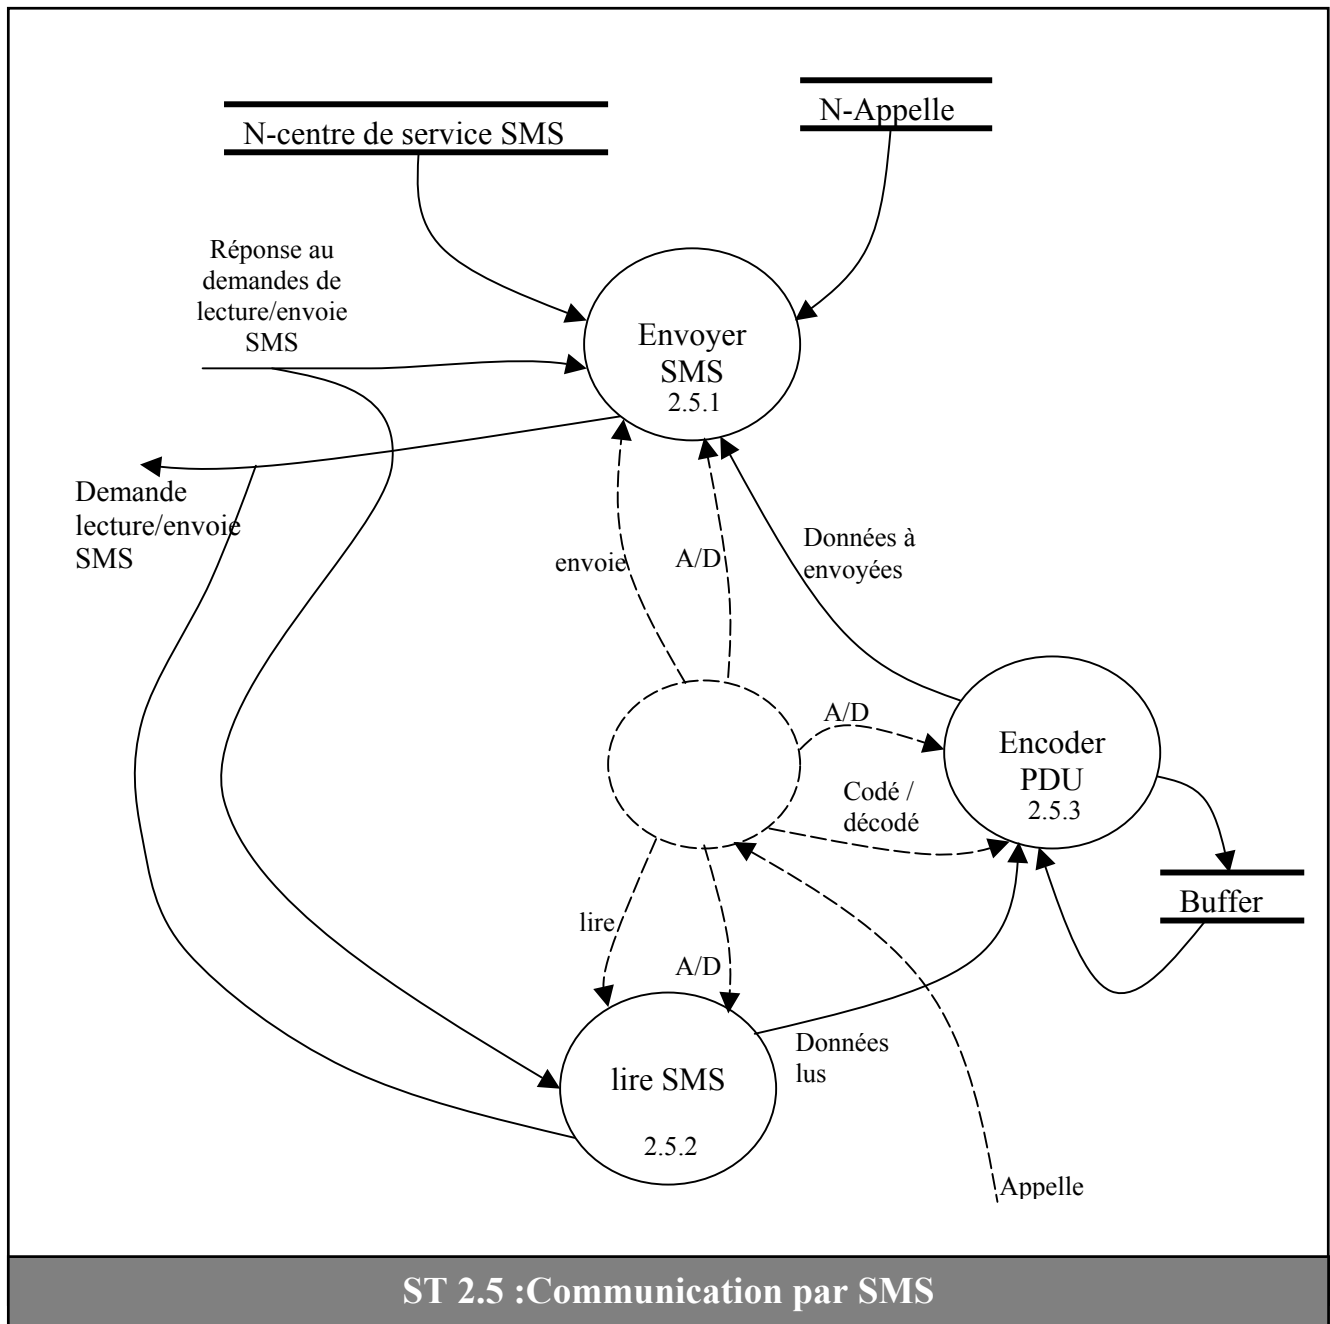 N-centre de service SMS
N-Appelle
Réponse au
demandes de
lecture/envoie
SMS
Envoyer
SMS
2.5.1
Demande
lecture/envoie
SMS
envoie
A/D
Données à
envoyées
A/D
Encoder
PDU
2.5.3
Codé /
décodé
Buffer
lire
A/D
Données
lus
lire SMS
2.5.2
Appelle
ST 2.5 :Communication par SMS